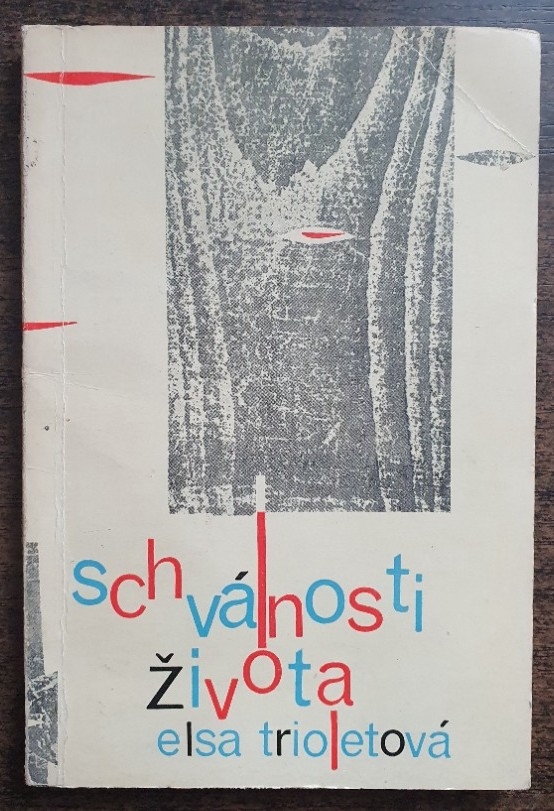 schválnosti
života
elsa trioletová